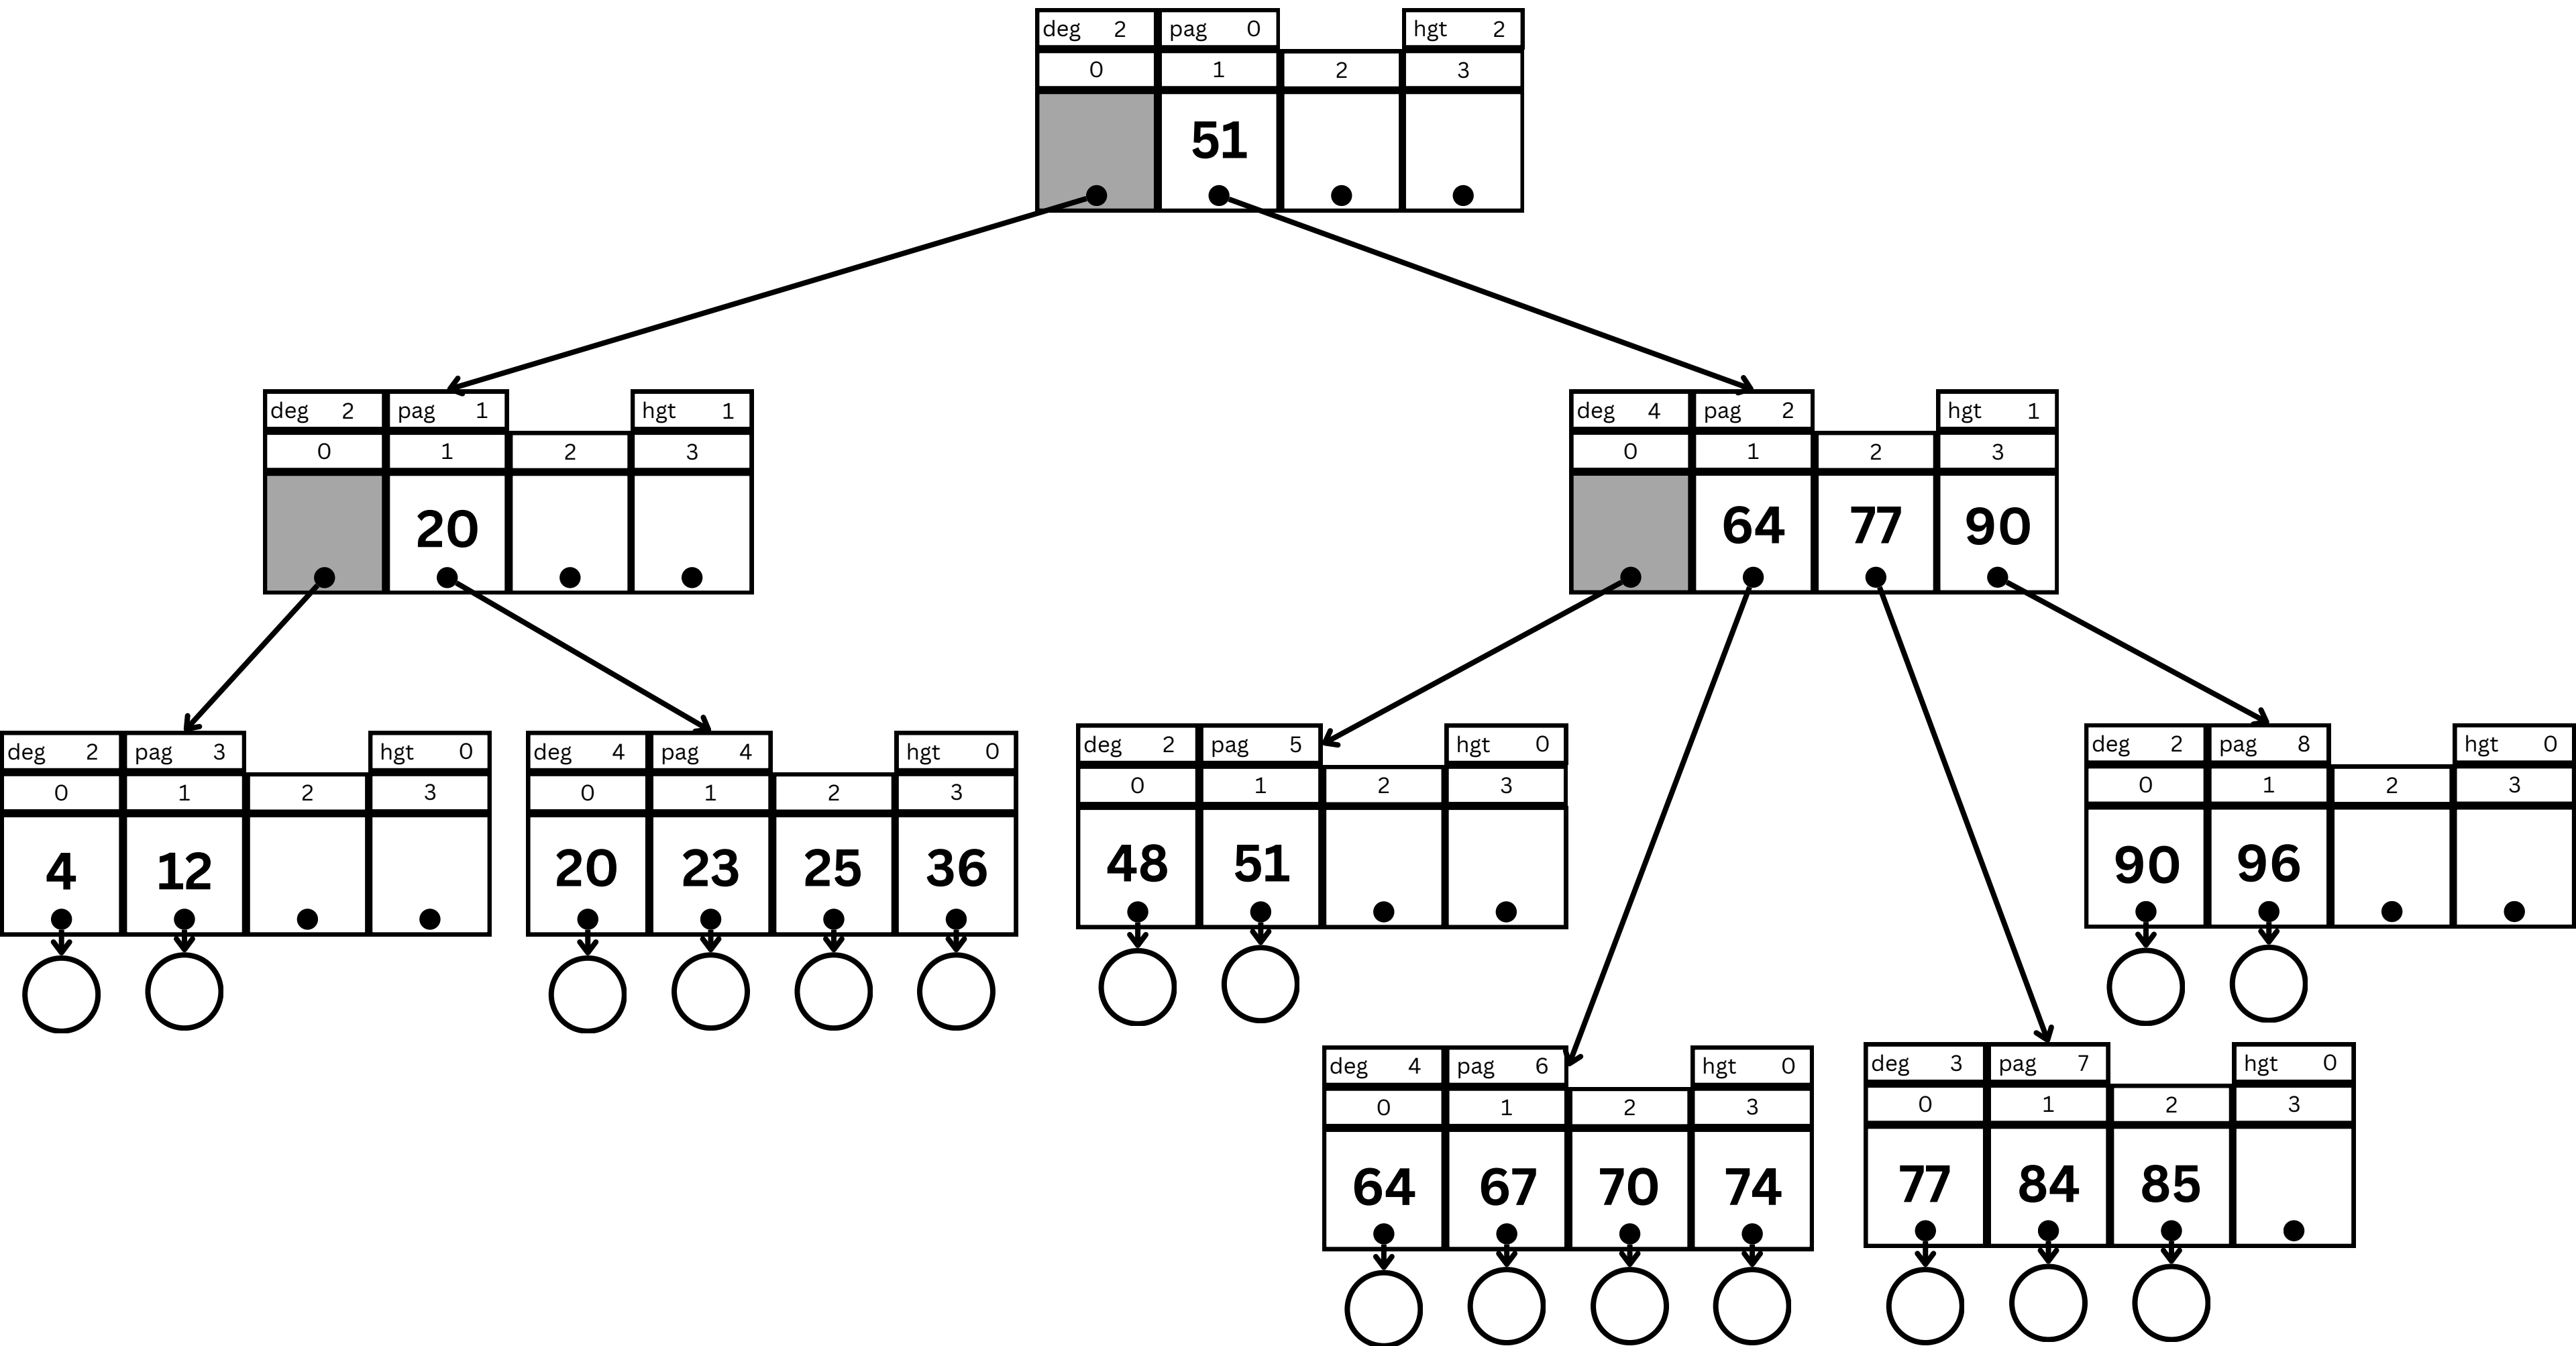 deg 2 pag 0 hgt 2
0 1 2 3
51
deg 2 pag 1 hgt 1
0 1 2 3
20
deg 4 pag 2 hgt 1
0 1 2 3
64 77 90
deg 2 pag 3 hgt 0
0 1 2 3
4 12
deg 4 pag 4 hgt 0
0 1 2 3
20 23 25 36
deg 2 pag 5 hgt 0
0 1 2 3
48 51
deg 2 pag 8 hgt 0
0 1 2 3
90 96
deg 4 pag 6 hgt 0
0 1 2 3
64 67 70 74
deg 3 pag 7 hgt 0
0 1 2 3
77 84 85